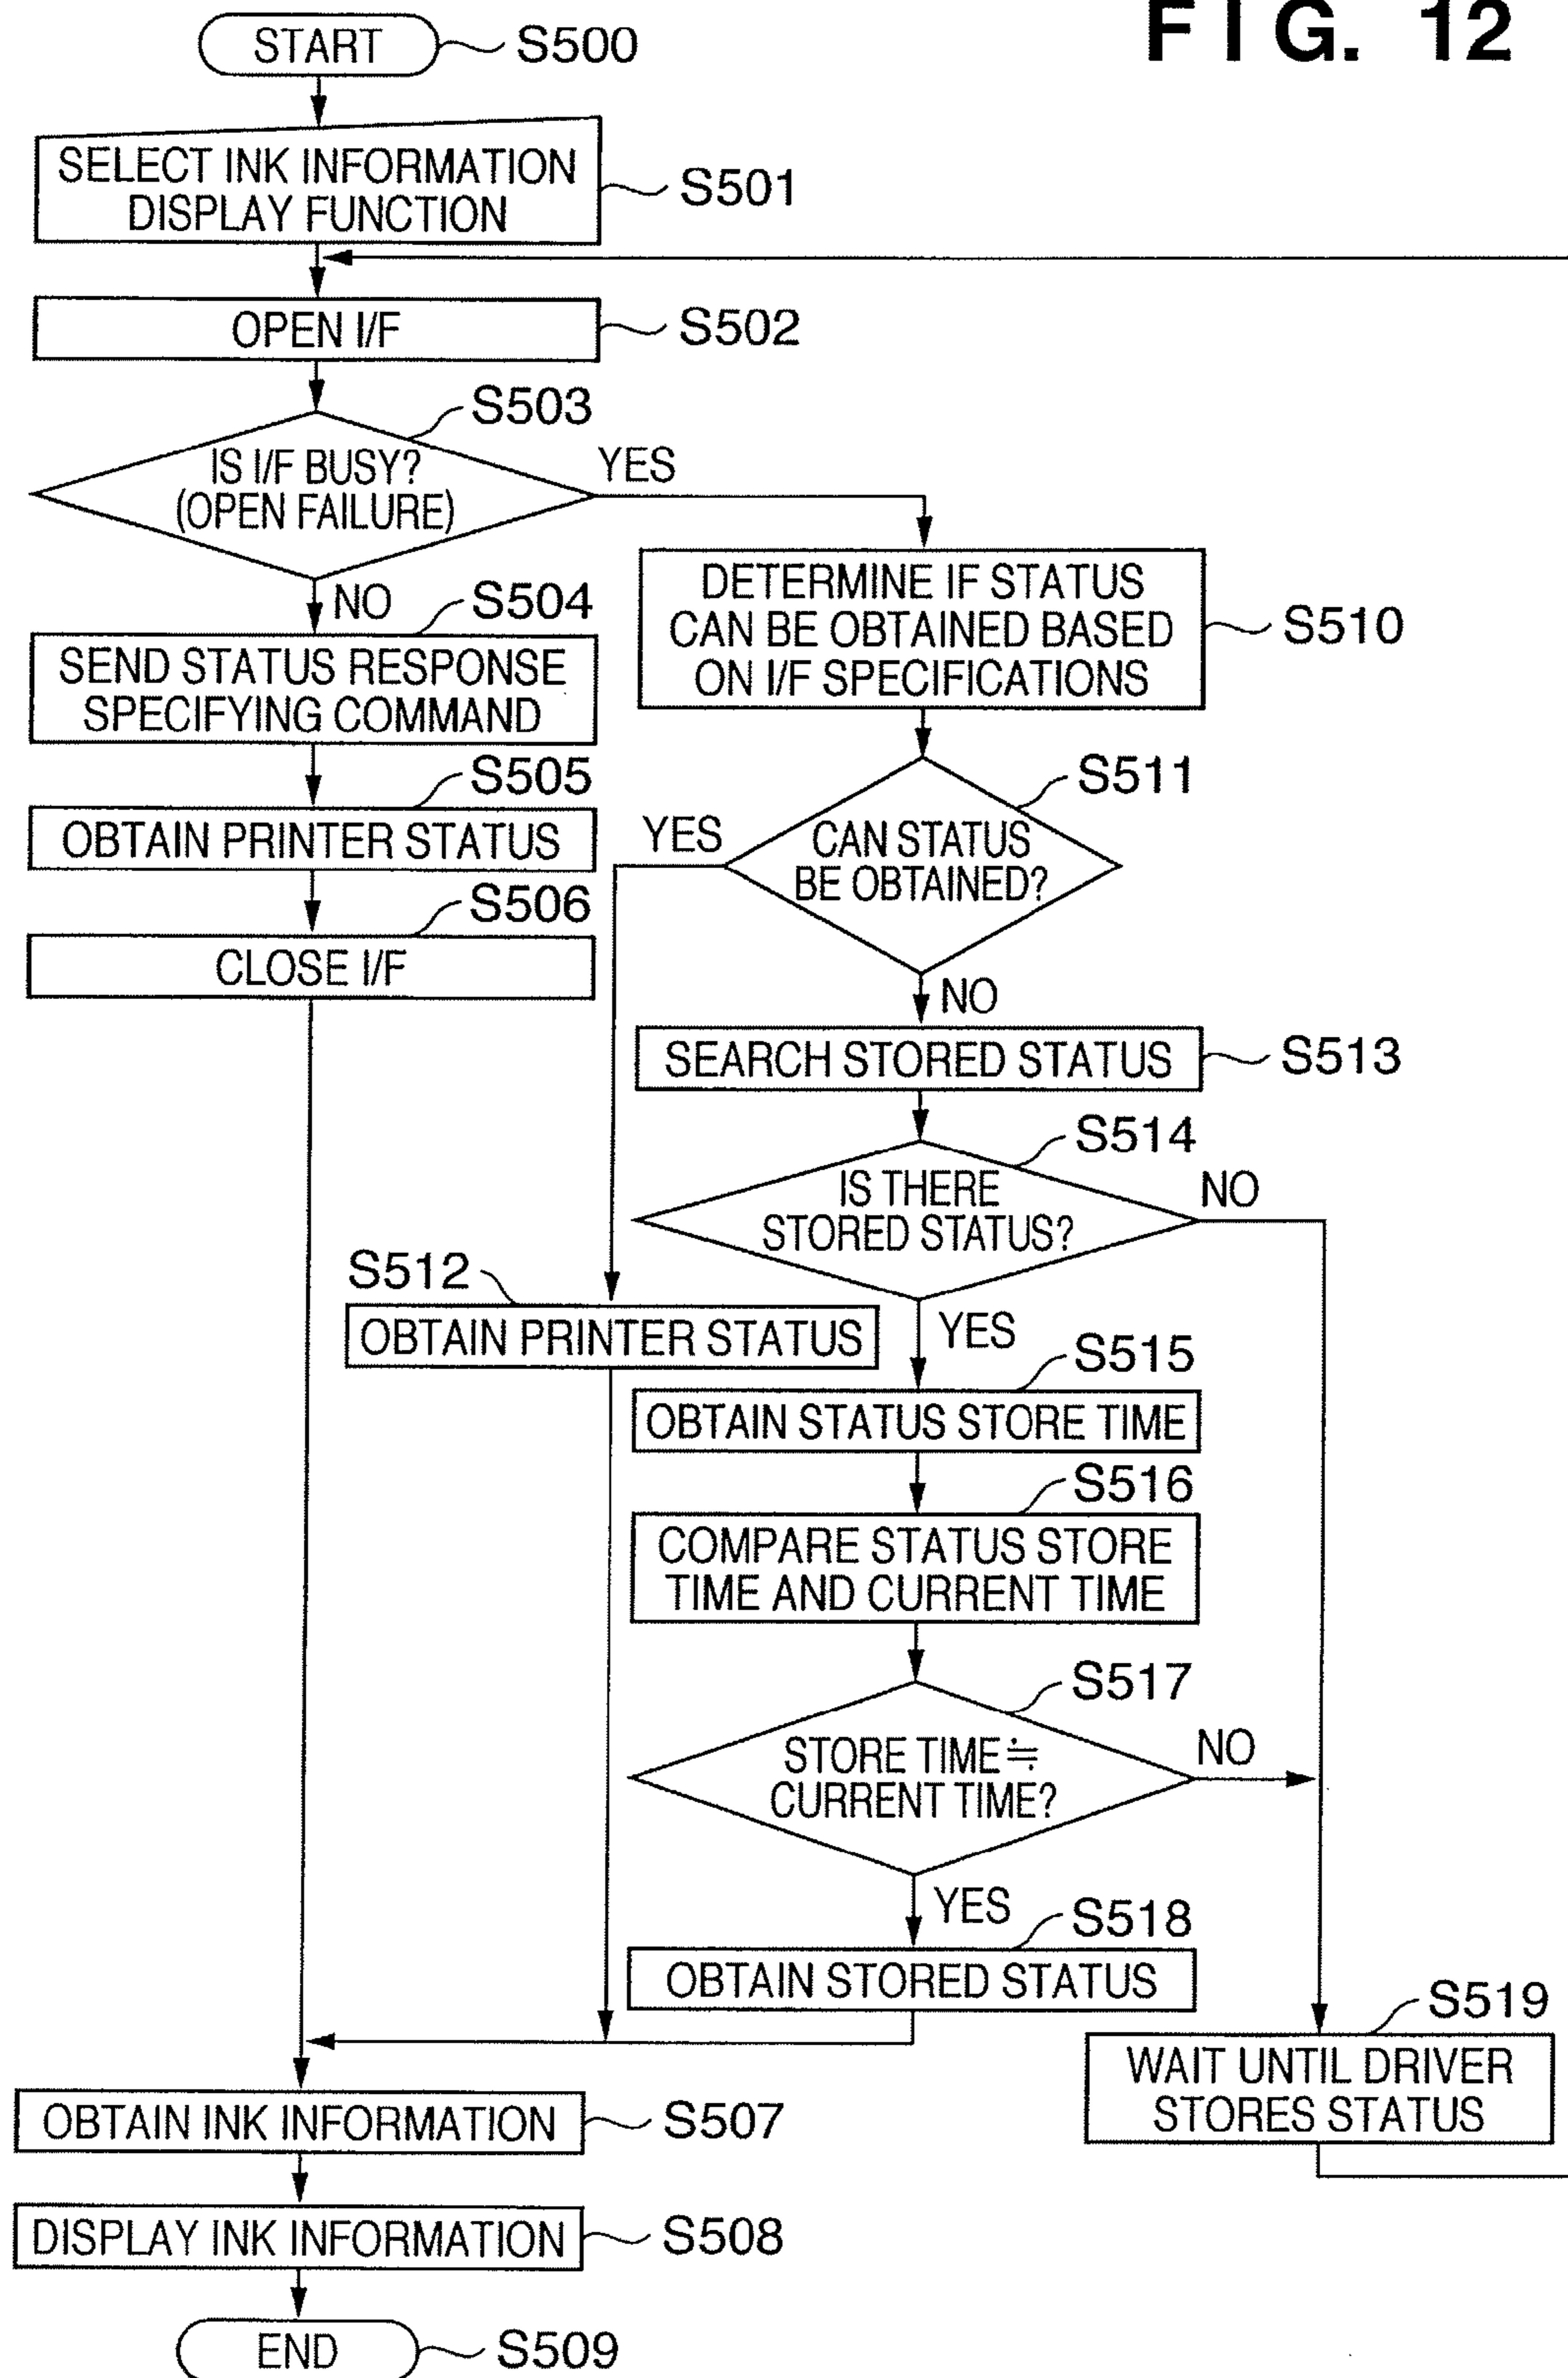 FIG. 12
START
S500
SELECT INK INFORMATION
DISPLAY FUNCTION
S501
OPEN I/F
S502
S503
IS I/F BUSY?
(OPEN FAILURE)
YES
NO
S504
SEND STATUS RESPONSE
SPECIFYING COMMAND
S505
OBTAIN PRINTER STATUS
S506
CLOSE I/F
DETERMINE IF STATUS
CAN BE OBTAINED BASED
ON I/F SPECIFICATIONS
S510
S511
CAN STATUS
BE OBTAINED?
YES
NO
SEARCH STORED STATUS
S513
S514
IS THERE
STORED STATUS?
NO
YES
S512
OBTAIN PRINTER STATUS
S515
OBTAIN STATUS STORE TIME
S516
COMPARE STATUS STORE
TIME AND CURRENT TIME
S517
STORE TIME≒
CURRENT TIME?
NO
YES
S518
OBTAIN STORED STATUS
S519
WAIT UNTIL DRIVER
STORES STATUS
OBTAIN INK INFORMATION
S507
DISPLAY INK INFORMATION
S508
END
S509